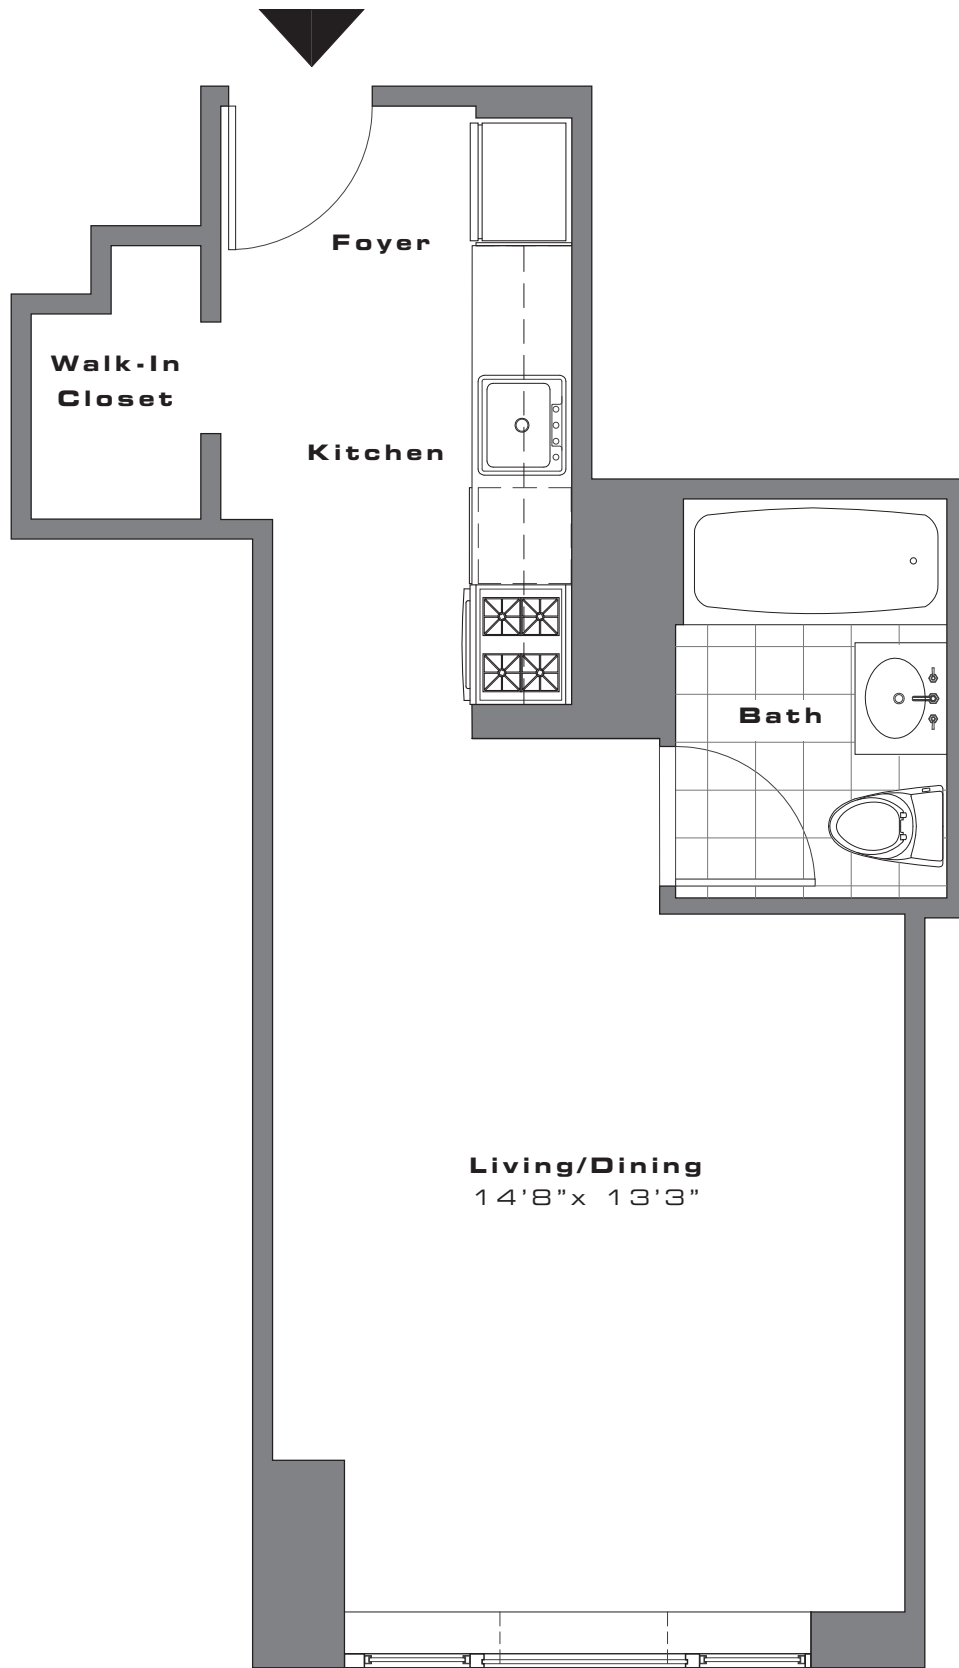 Foyer
Walk-In
Closet
Kitchen
Bath
Living/Dining
14’8”x 13’3”